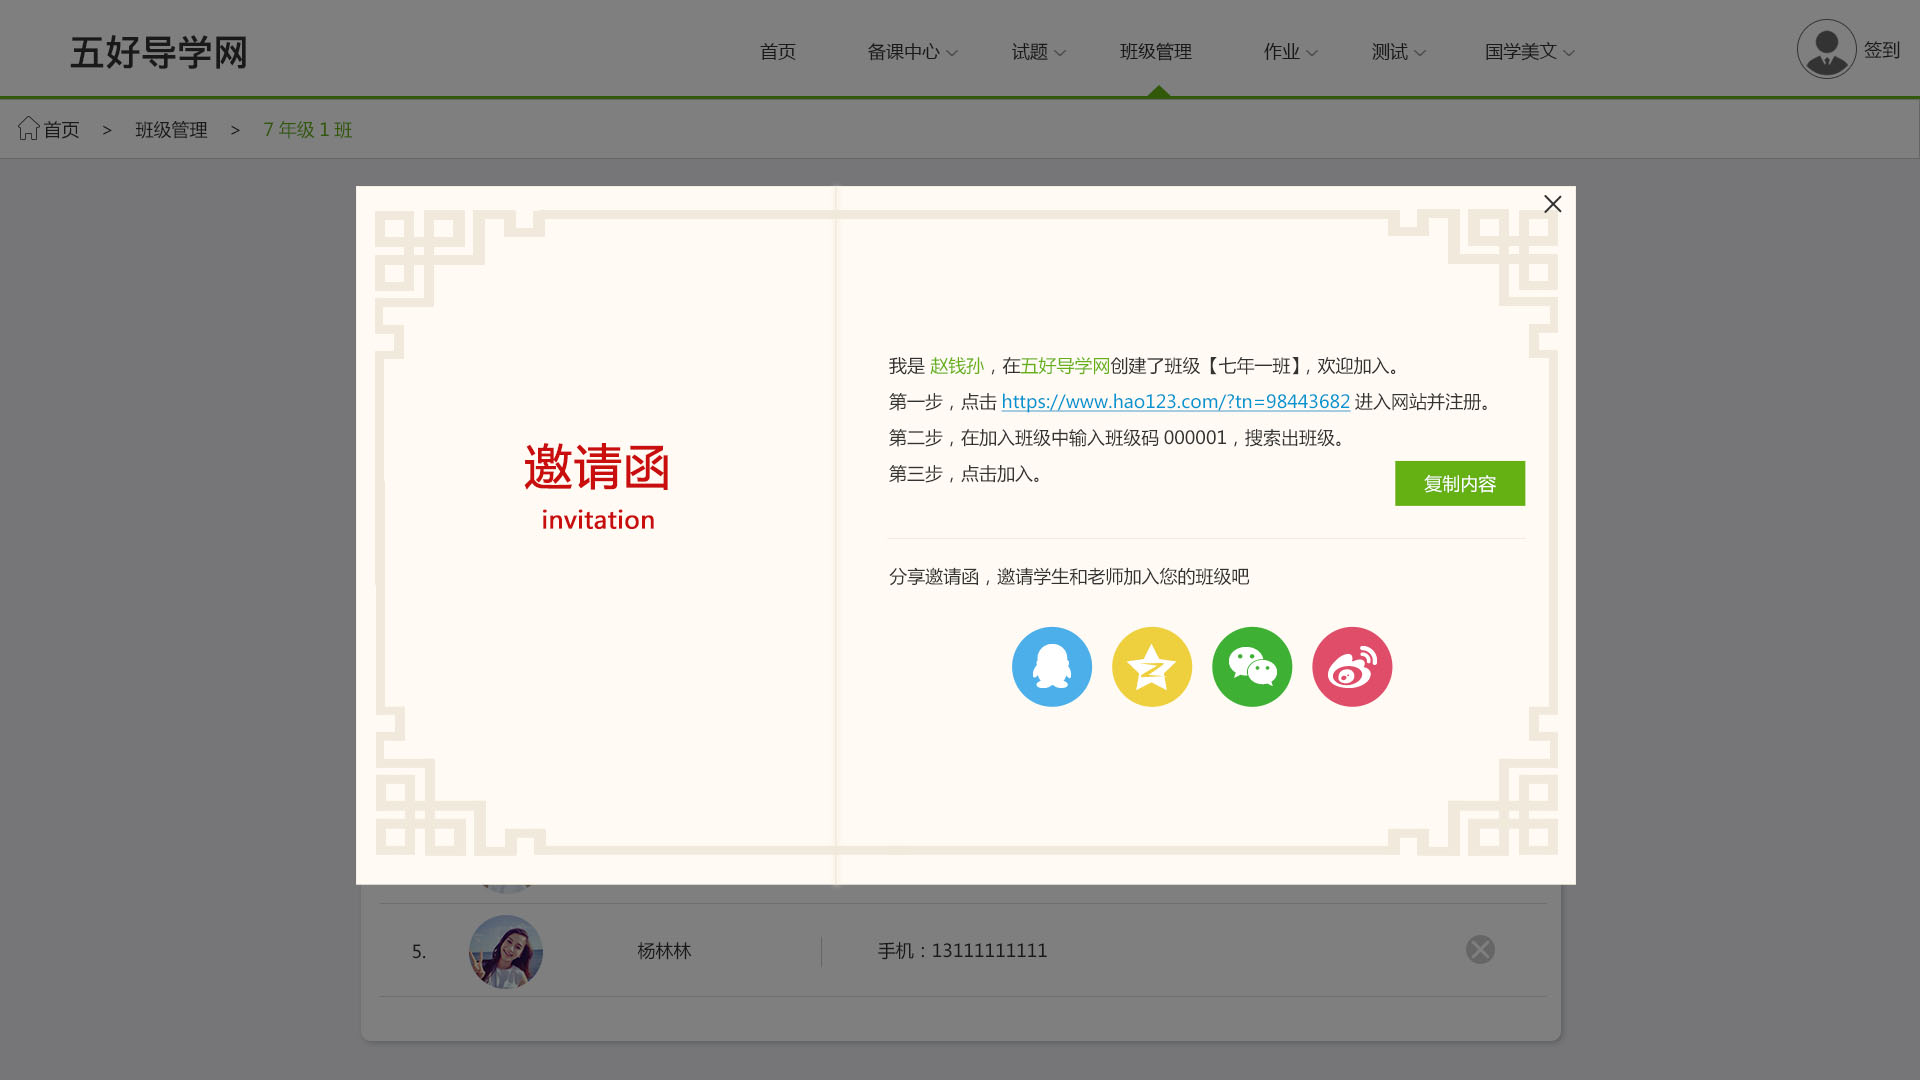 五好导学网
首页 备课中心 试题 班级管理 作业 测试 国学美文 签到
首页 > 班级管理 > 7 年级 1 班
邀请函
invitation
我是 赵钱孙，在五好导学网创建了班级【七年一班】，欢迎加入。
第一步，点击 https://www.hao123.com/?tn=98443682 进入网站并注册。
第二步，在加入班级中输入班级码 000001，搜索出班级。
第三步，点击加入。
复制内容
分享邀请函，邀请学生和老师加入您的班级吧
5. 杨林林 手机：13111111111